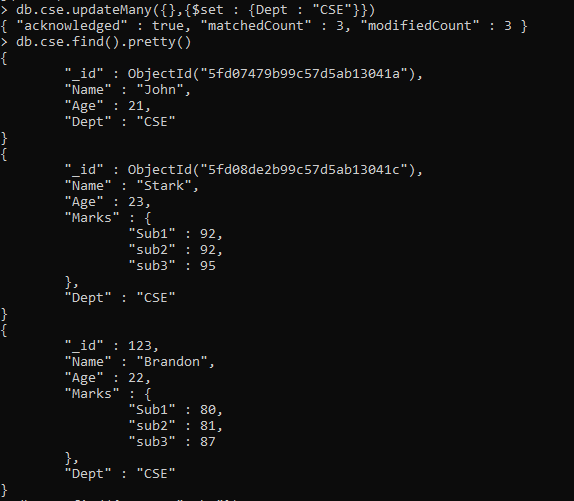 > db.cse.updateMany({},{$set : {Dept : "CSE"}})
{ "acknowledged" : true, "matchedCount" : 3, "modifiedCount" : 3 }
> db.cse.find().pretty()
{
        "_id" : ObjectId("5fd07479b99c57d5ab13041a"),
        "Name" : "John",
        "Age" : 21,
        "Dept" : "CSE"
}
{
        "_id" : ObjectId("5fd08de2b99c57d5ab13041c"),
        "Name" : "Stark",
        "Age" : 23,
        "Marks" : {
                "Sub1" : 92,
                "sub2" : 92,
                "sub3" : 95
        },
        "Dept" : "CSE"
}
{
        "_id" : 123,
        "Name" : "Brandon",
        "Age" : 22,
        "Marks" : {
                "Sub1" : 80,
                "sub2" : 81,
                "sub3" : 87
        },
        "Dept" : "CSE"
}